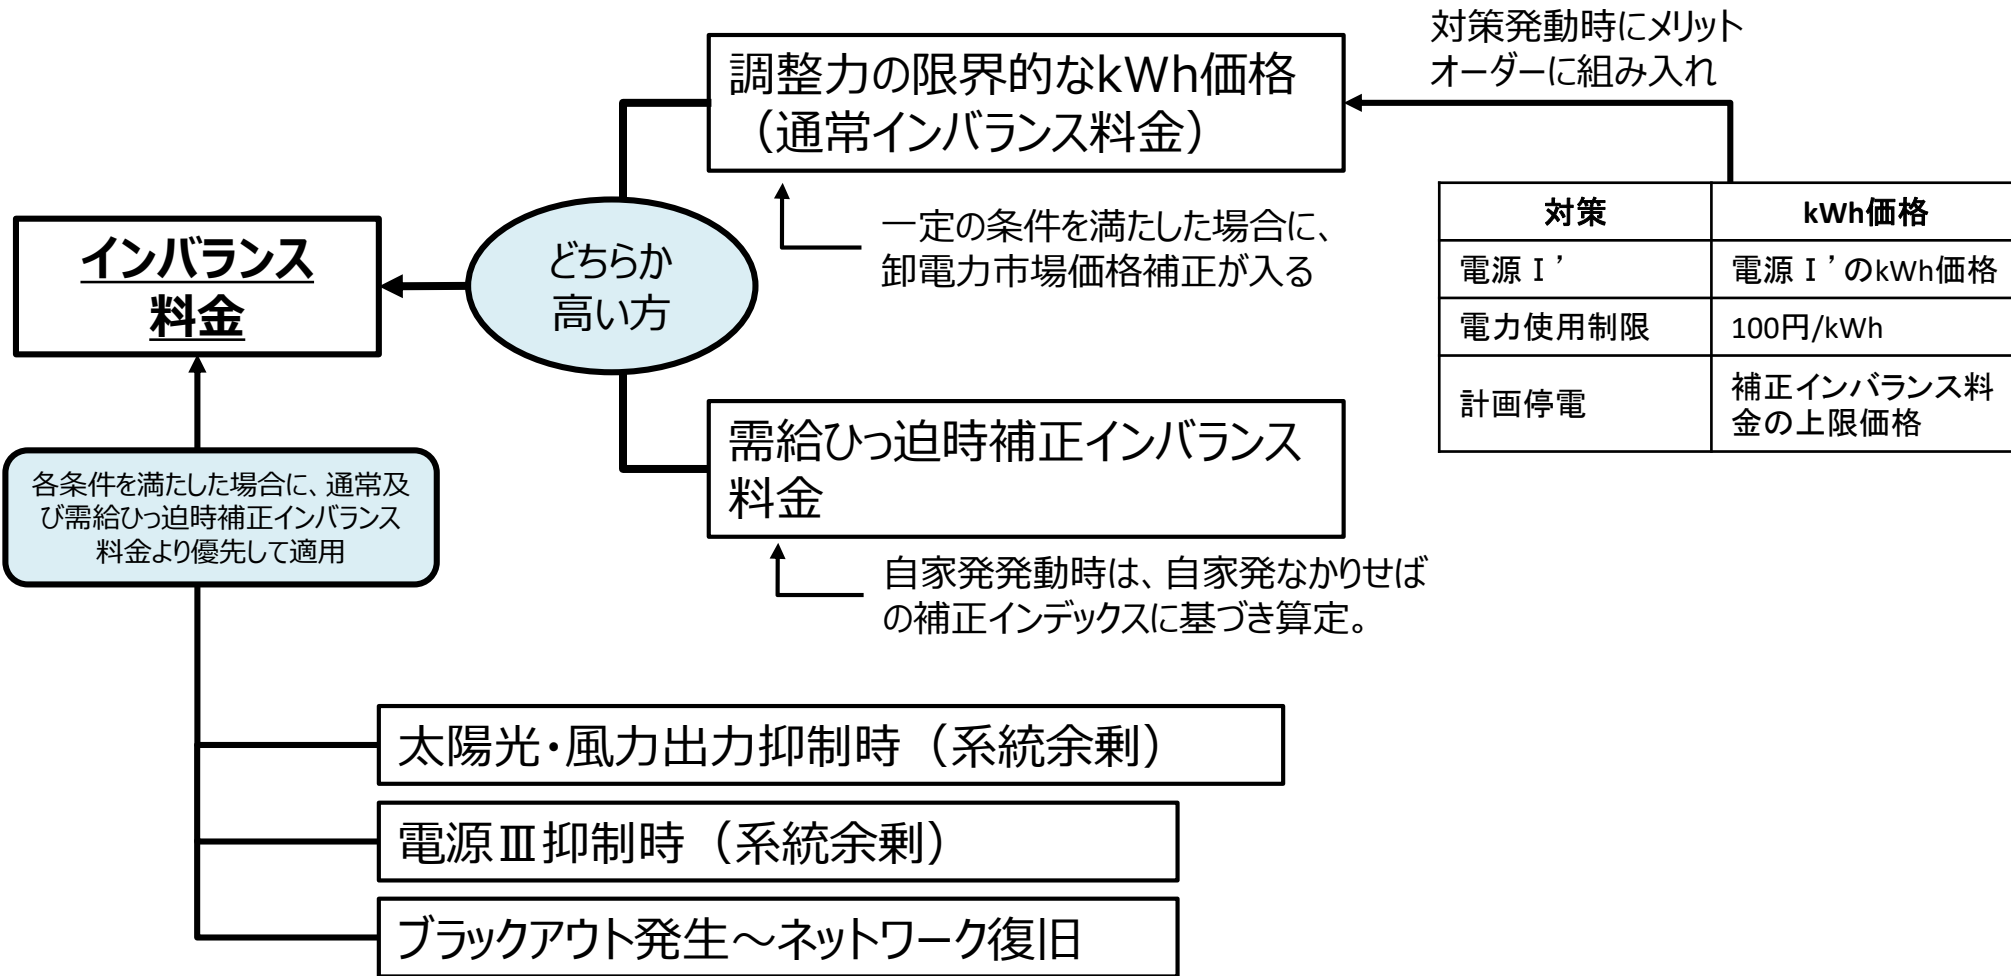 対策発動時にメリット
オーダーに組み入れ
調整力の限界的なkWh価格
（通常インバランス料金）
一定の条件を満たした場合に、
卸電力市場価格補正が入る
対策 kWh価格
電源Ｉ’ 電源Ｉ’のkWh価格
電力使用制限 100円/kWh
計画停電 補正インバランス料
金の上限価格
インバランス
料金
どちらか
高い方
需給ひっ迫時補正インバランス
料金
自家発発動時は、自家発なかりせば
の補正インデックスに基づき算定。
各条件を満たした場合に、通常及
び需給ひっ迫時補正インバランス
料金より優先して適用
太陽光・風力出力抑制時（系統余剰）
電源Ⅲ抑制時（系統余剰）
ブラックアウト発生～ネットワーク復旧